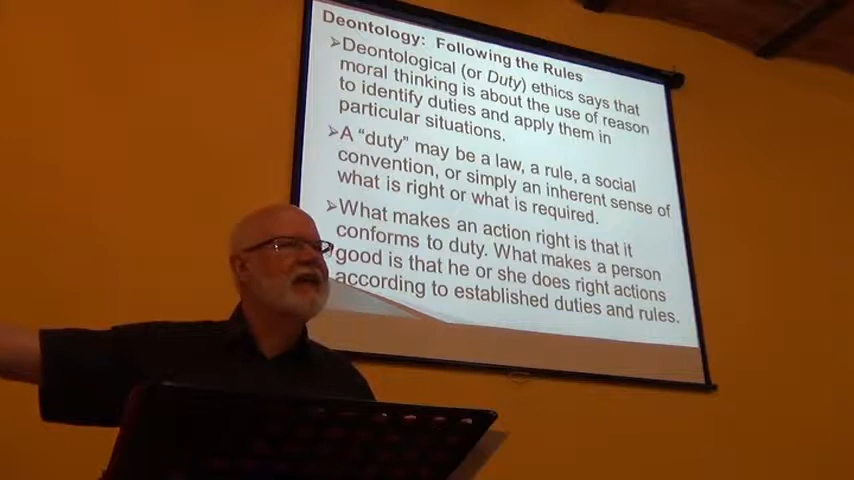 Deontology: Following the Rules
➢Deontological (or Duty) ethics says that
moral thinking is about the use of reason
to identify duties and apply them in
particular situations.
➢A “duty” may be a law, a rule, a social
convention, or simply an inherent sense of
what is right or what is required.
➢What makes an action right is that it
conforms to duty. What makes a person
good is that he or she does right actions
according to established duties and rules.